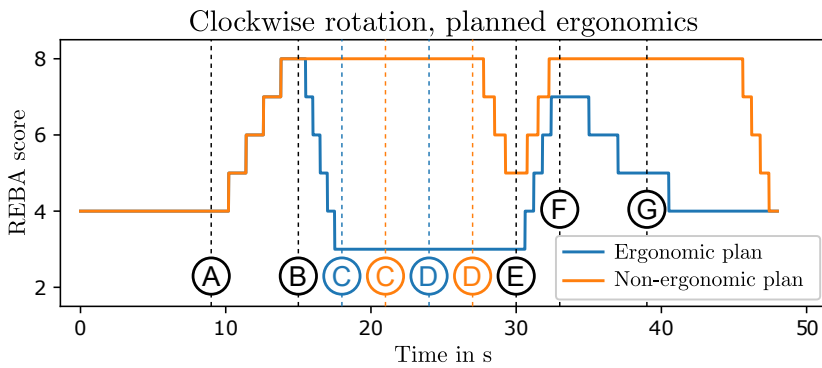 Clockwise rotation, planned ergonomics
REBA score
8
6
4
2
A
B
C
C
D
D
E
F
G
Ergonomic plan
Non-ergonomic plan
0
10
20
30
40
50
Time in s